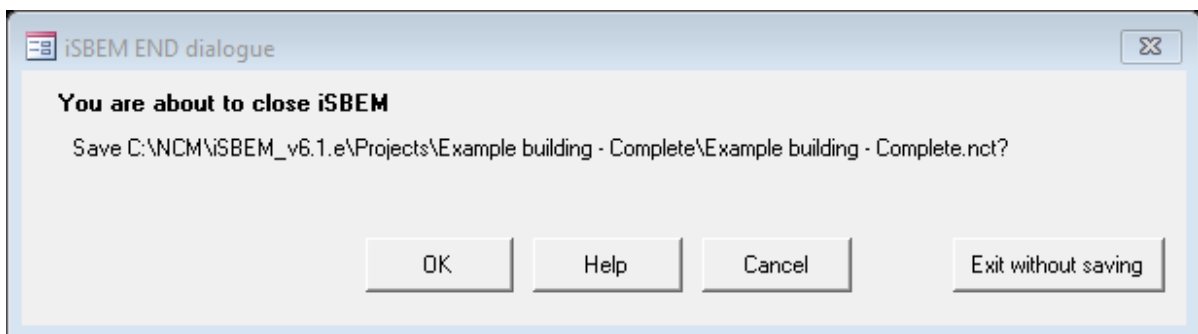 iSBEM END dialogue
You are about to close iSBEM
Save C:\NCM\iSBEM_v6.1.e\Projects\Example building - Complete\Example building - Complete.nct?
OK Help Cancel Exit without saving